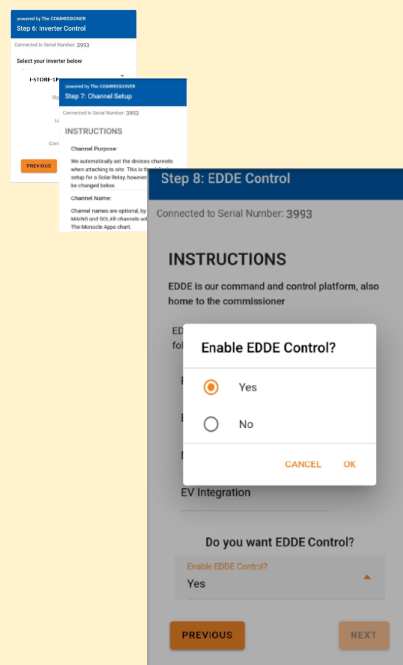 powered by The COMMISSIONER
Step 6: Inverter Control
Connected to Serial Number: 3993
Select your inverter below
I-STORE-1P
PREVIOUS
powered by The COMMISSIONER
Step 7: Channel Setup
Connected to Serial Number: 3993
INSTRUCTIONS
Channel Purpose:
We automatically set the devices channels
when attaching to site. This is the
setup for a Solar Relay, however
be changed below
Channel Name:
Channel names are optional, by
MAINS and SOLAR channels
The Monocle Apps chart.
Step 8: EDDE Control
Connected to Serial Number: 3993
INSTRUCTIONS
EDDE is our command and control platform, also
home to the commissioner
Enable EDDE Control?
Yes
No
CANCEL OK
EV Integration
Do you want EDDE Control?
Enable EDDE Control?
Yes
PREVIOUS
NEXT